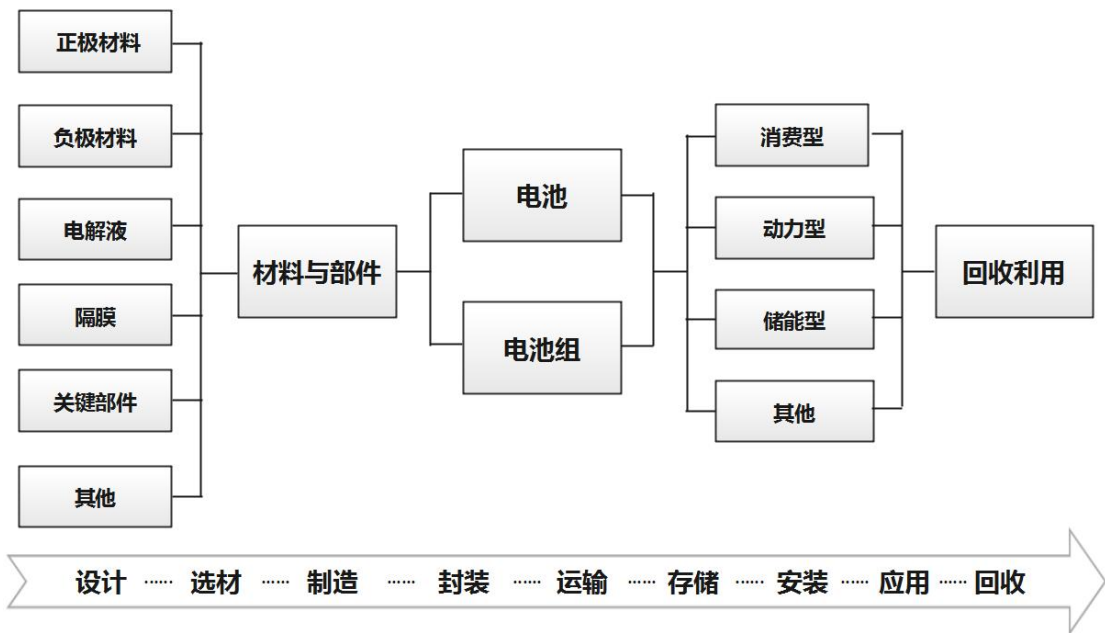 正极材料
负极材料
电解液
隔膜
关键部件
其他
材料与部件
电池
电池组
消费型
动力型
储能型
其他
回收利用
设计 …… 选材 …… 制造 …… 封装 …… 运输 …… 存储 …… 安装 …… 应用 …… 回收